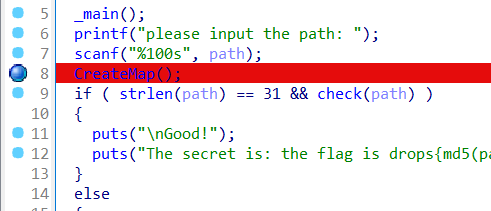 5 _main();
6 printf("please input the path: ");
7 scanf("%100s", path);
8 CreateMap();
9 if ( strlen(path) == 31 && check(path) )
10 {
11 puts("\nGood!");
12 puts("The secret is: the flag is drops{md5(pa
13 }
14 else
15 {